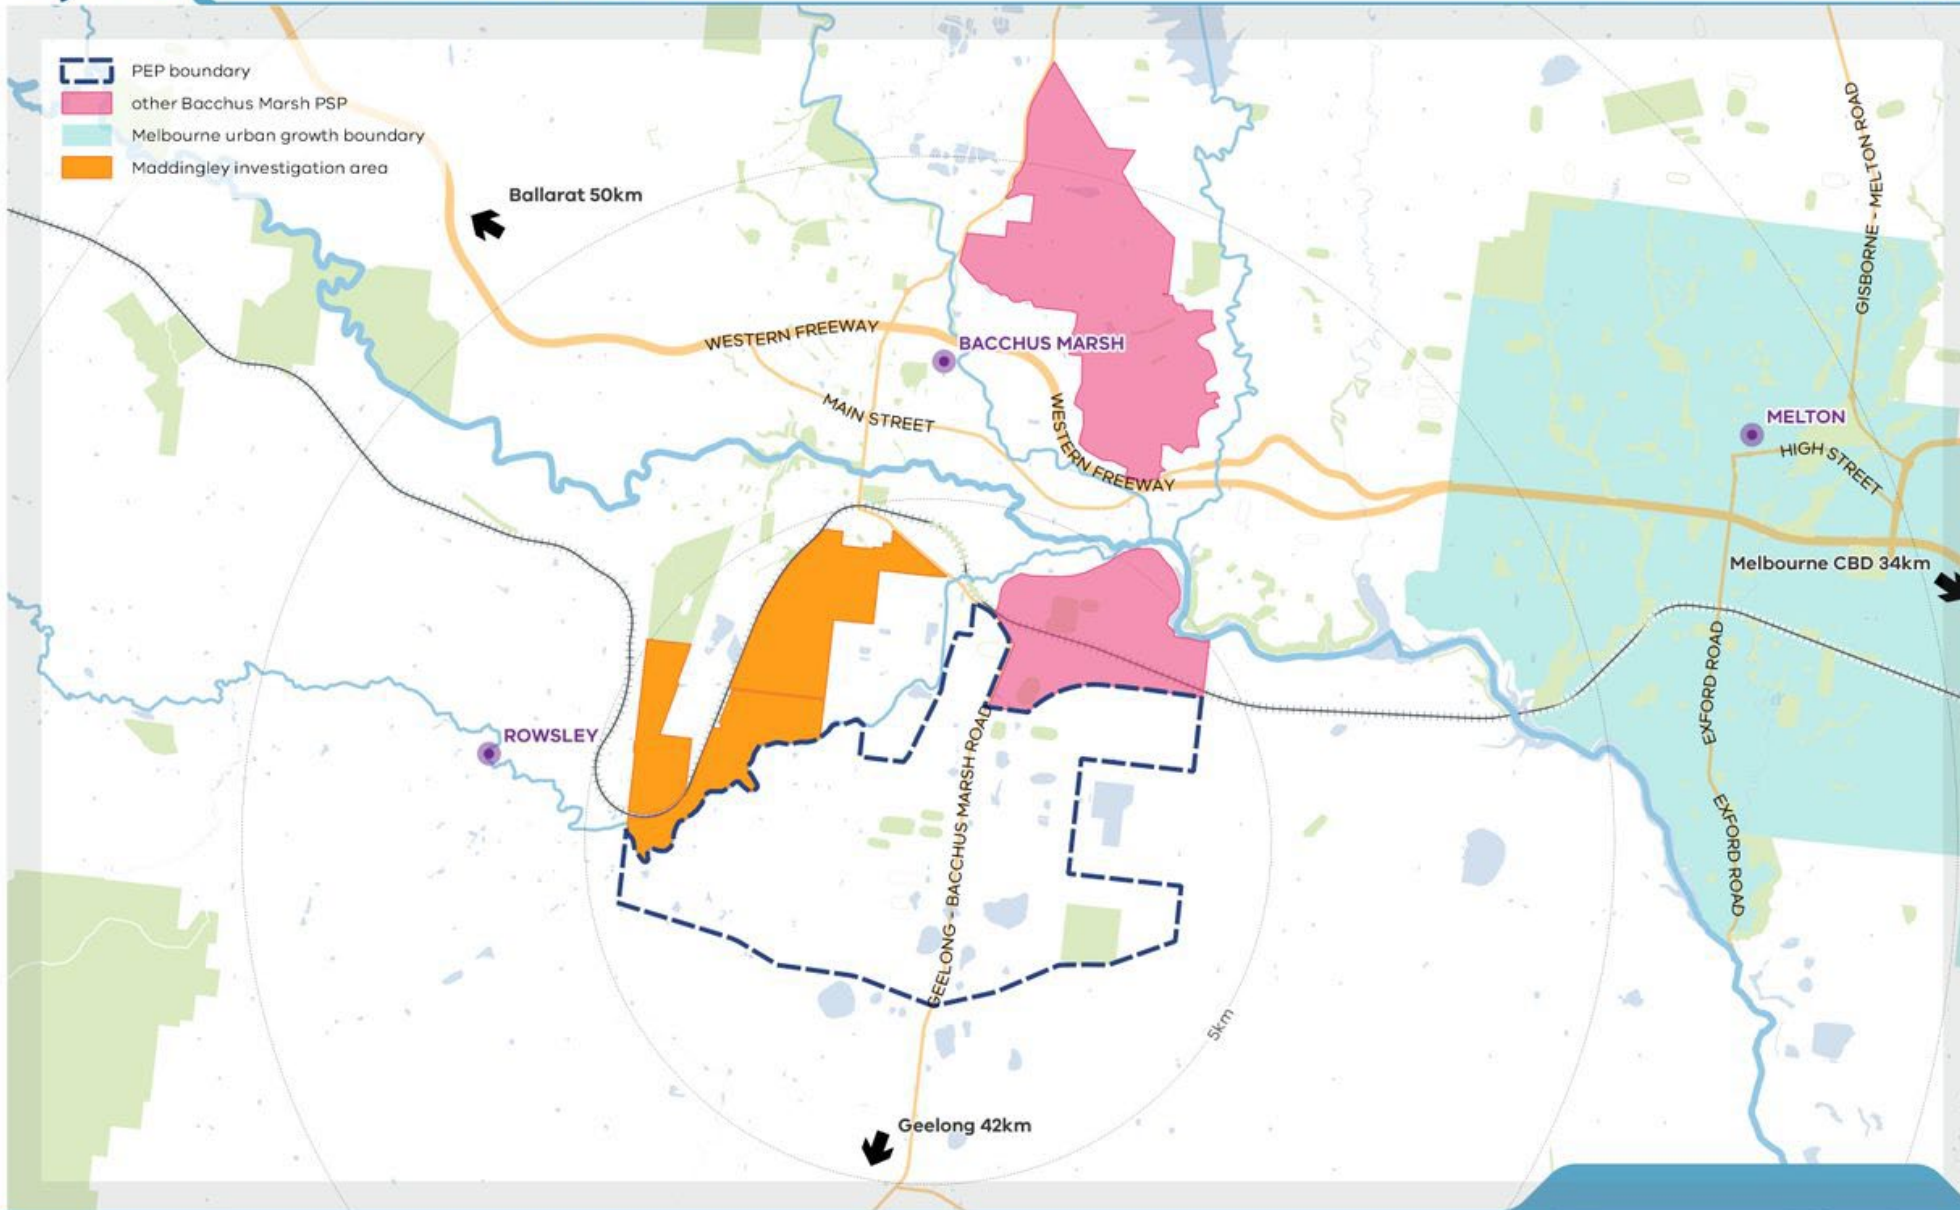 PEP boundary
other Bacchus Marsh PSP
Melbourne urban growth boundary
Maddingley investigation area
Ballarat 50km
GISBORNE - MELTON ROAD
WESTERN FREEWAY
BACCHUS MARSH
MAIN STREET
WESTERN FREEWAY
MELTON
HIGH STREET
Melbourne CBD 34km
EXFORD ROAD
ROWSLEY
GEELONG - BACCHUS MARSH ROAD
EXFORD ROAD
5km
Geelong 42km